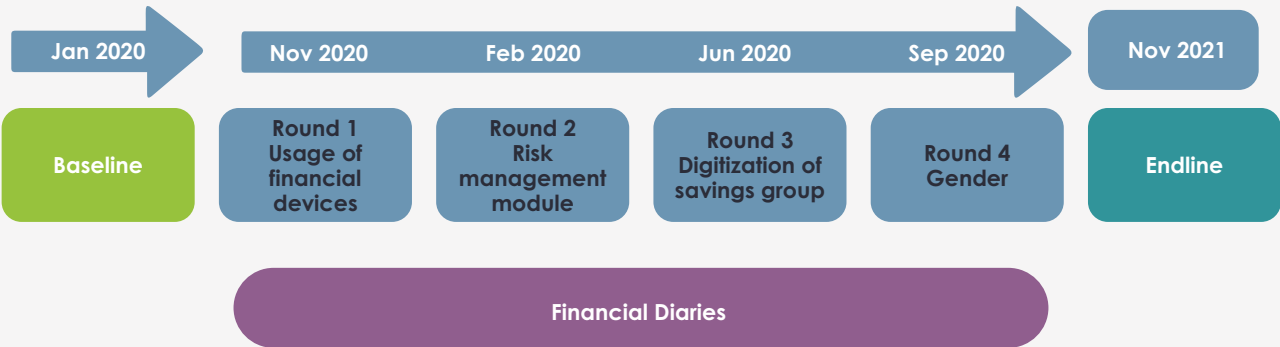 Jan 2020
Nov 2020
Feb 2020
Jun 2020
Sep 2020
Nov 2021
Baseline
Round 1
Usage of
financial
devices
Round 2
Risk
management
module
Round 3
Digitization of
savings group
Round 4
Gender
Endline
Financial Diaries